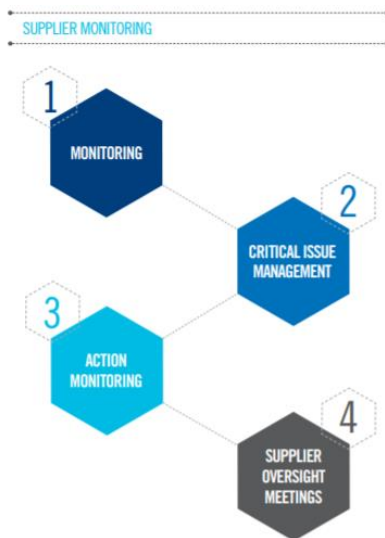 SUPPLIER MONITORING
1
MONITORING
2
CRITICAL ISSUE
MANAGEMENT
3
ACTION
MONITORING
4
SUPPLIER
OVERSIGHT
MEETINGS